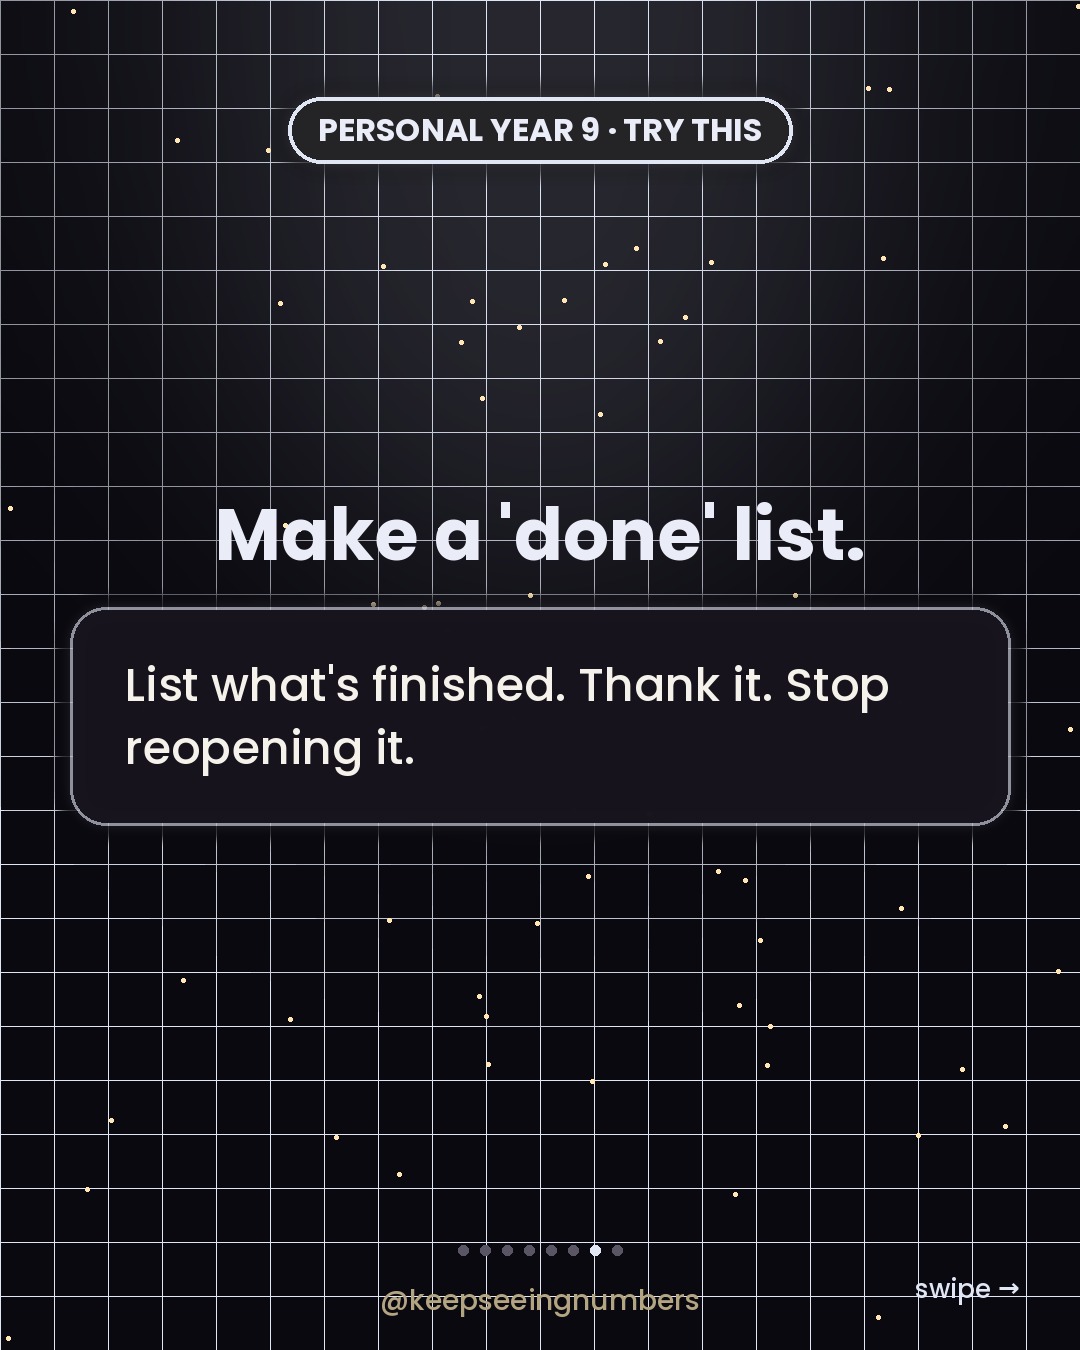 PERSONAL YEAR 9 · TRY THIS
Make a 'done' list.
List what's finished. Thank it. Stop
reopening it.
swipe →
@keepseeingnumbers